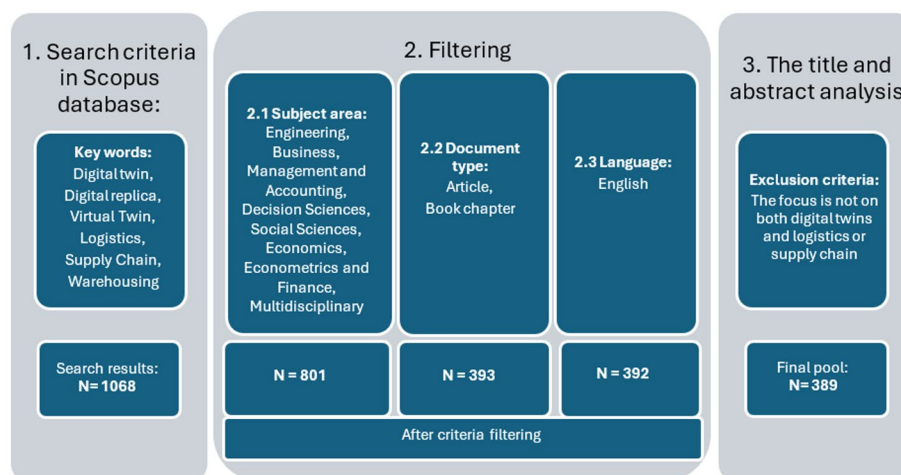 1. Search criteria
in Scopus
database:
Key words:
Digital twin,
Digital replica,
Virtual Twin,
Logistics,
Supply Chain,
Warehousing
Search results:
N= 1068
2. Filtering
2.1 Subject area:
Engineering,
Business,
Management and
Accounting,
Decision Sciences,
Social Sciences,
Economics,
Econometrics and
Finance,
Multidisciplinary
2.2 Document
type:
Article,
Book chapter
2.3 Language:
English
N = 801
N = 393
N = 392
After criteria filtering
3. The title and
abstract analysis
Exclusion criteria:
The focus is not on
both digital twins
and logistics or
supply chain
Final pool:
N= 389